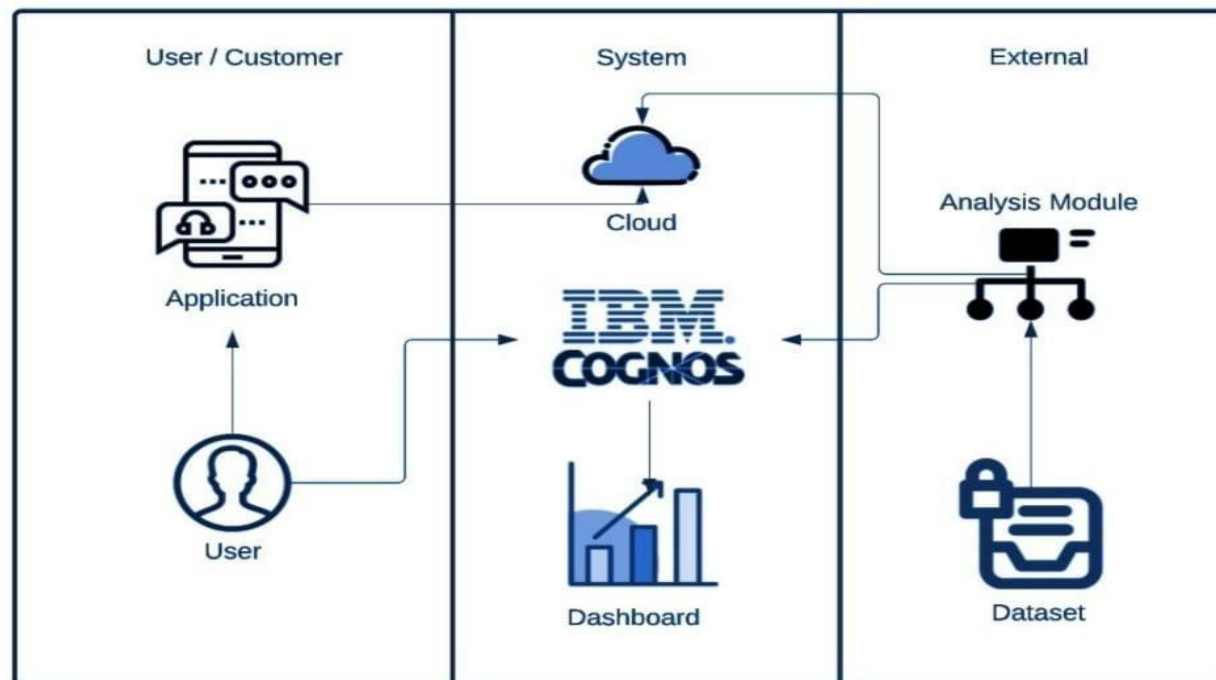 User / Customer
System
External
Application
Cloud
Analysis Module
IBM.
COGNOS
User
Dashboard
Dataset